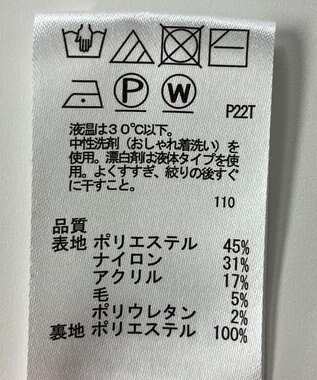 P W
P22T
液温は30℃以下。
中性洗剤（おしゃれ着洗い）を
使用。漂白剤は液体タイプを使
用。よくすすぎ、絞りの後すぐ
に干すこと。
110
品質
表地 ポリエステル 45%
ナイロン 31%
アクリル 17%
毛 5%
ポリウレタン 2%
裏地 ポリエステル 100%